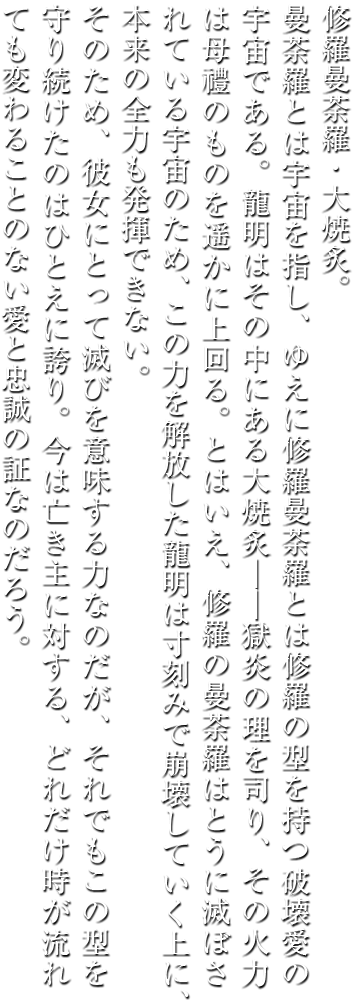 修羅曼荼羅・大焼炙。
曼荼羅とは宇宙を指し、ゆえに修羅曼荼羅とは修羅の型を持つ破壊愛の
宇宙である。龍明はその中にある大焼炙――獄炎の理を司り、その火力
は母禮のものを遥かに上回る。とはいえ、修羅の曼荼羅はとうに滅ぼさ
れている宇宙のため、この力を解放した龍明は寸刻みで崩壊していく上に、
本来の全力も発揮できない。
そのため、彼女にとって滅びを意味する力なのだが、それでもこの型を
守り続けたのはひとえに誇り。今は亡き主に対する、どれだけ時が流れ
ても変わることのない愛と忠誠の証なのだろう。